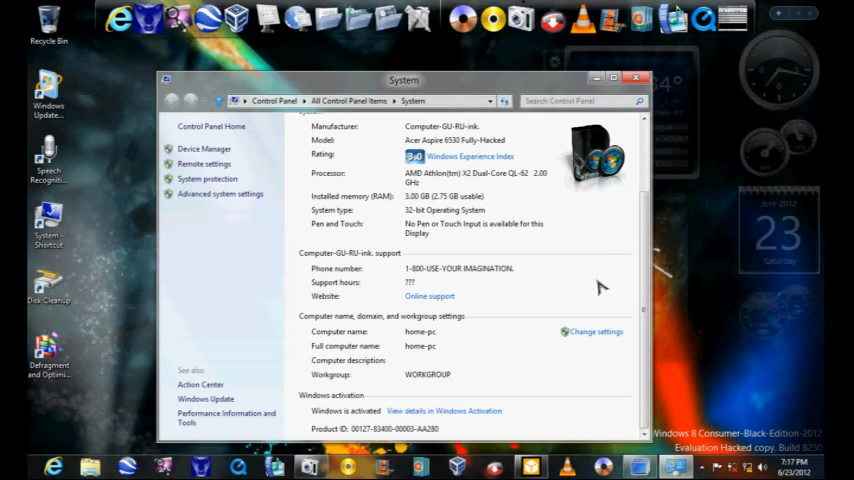 Recycle Bin
Windows
Update...
Speech
Recogniti...
System -
Shortcut
Disk Cleanup
Defragment
and Optimi...
System
Control Panel
All Control Panel Items
System
Search Control Panel
Control Panel Home
Device Manager
Remote settings
System protection
Advanced system settings
See also
Action Center
Windows Update
Performance Information and
Tools
Manufacturer: Computer-GU-RU-ink.
Model: Acer Aspire 6530 Fully-Hacked
Rating: 3.0 Windows Experience Index
Processor: AMD Athlon(tm) X2 Dual-Core QL-62 2.00
GHz
Installed memory (RAM): 3.00 GB (2.75 GB usable)
System type: 32-bit Operating System
Pen and Touch: No Pen or Touch Input is available for this
Display
Computer-GU-RU-ink. support
Phone number: 1-800-USE-YOUR IMAGINATION.
Support hours: ???
Website: Online support
Computer name, domain, and workgroup settings
Computer name: home-pc
Change settings
Full computer name: home-pc
Computer description:
Workgroup: WORKGROUP
Windows activation
Windows is activated View details in Windows Activation
Product ID: 00127-83400-00003-AA280
June 2012
23
Saturday
Windows 8 Consumer-Black-Edition-2012
Evaluation Hacked copy. Build 8250
7:17 PM
6/23/2012